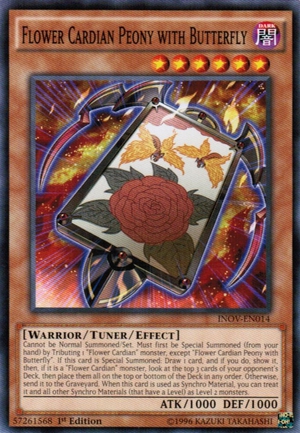 FLOWER CARDIAN PEONY WITH BUTTERFLY
DARK
闇
INOV-EN014
[WARRIOR/TUNER/EFFECT]
Cannot be Normal Summoned/Set. Must first be Special Summoned (from your
hand) by Tributing 1 "Flower Cardian" monster, except "Flower Cardian Peony with
Butterfly". If this card is Special Summoned: Draw 1 card, and if you do, show it,
then, if it is a "Flower Cardian" monster, look at the top 3 cards of your opponent's
Deck, then place them all on the top or bottom of the Deck in any order. Otherwise,
send it to the Graveyard. When this card is used as Synchro Material, you can treat
it and all other Synchro Materials (that have a Level) as Level 2 monsters.
ATK/1000 DEF/1000
57261568 1st Edition ©1996 KAZUKI TAKAHASHI